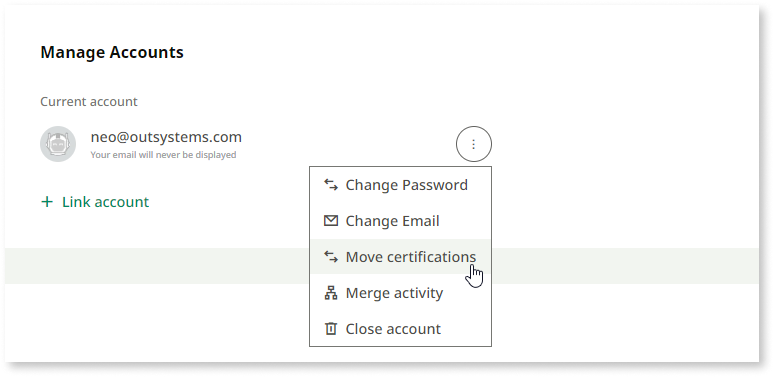 Manage Accounts
Current account
neo@outsystems.com
Your email will never be displayed
+ Link account
Change Password
Change Email
Move certifications
Merge activity
Close account